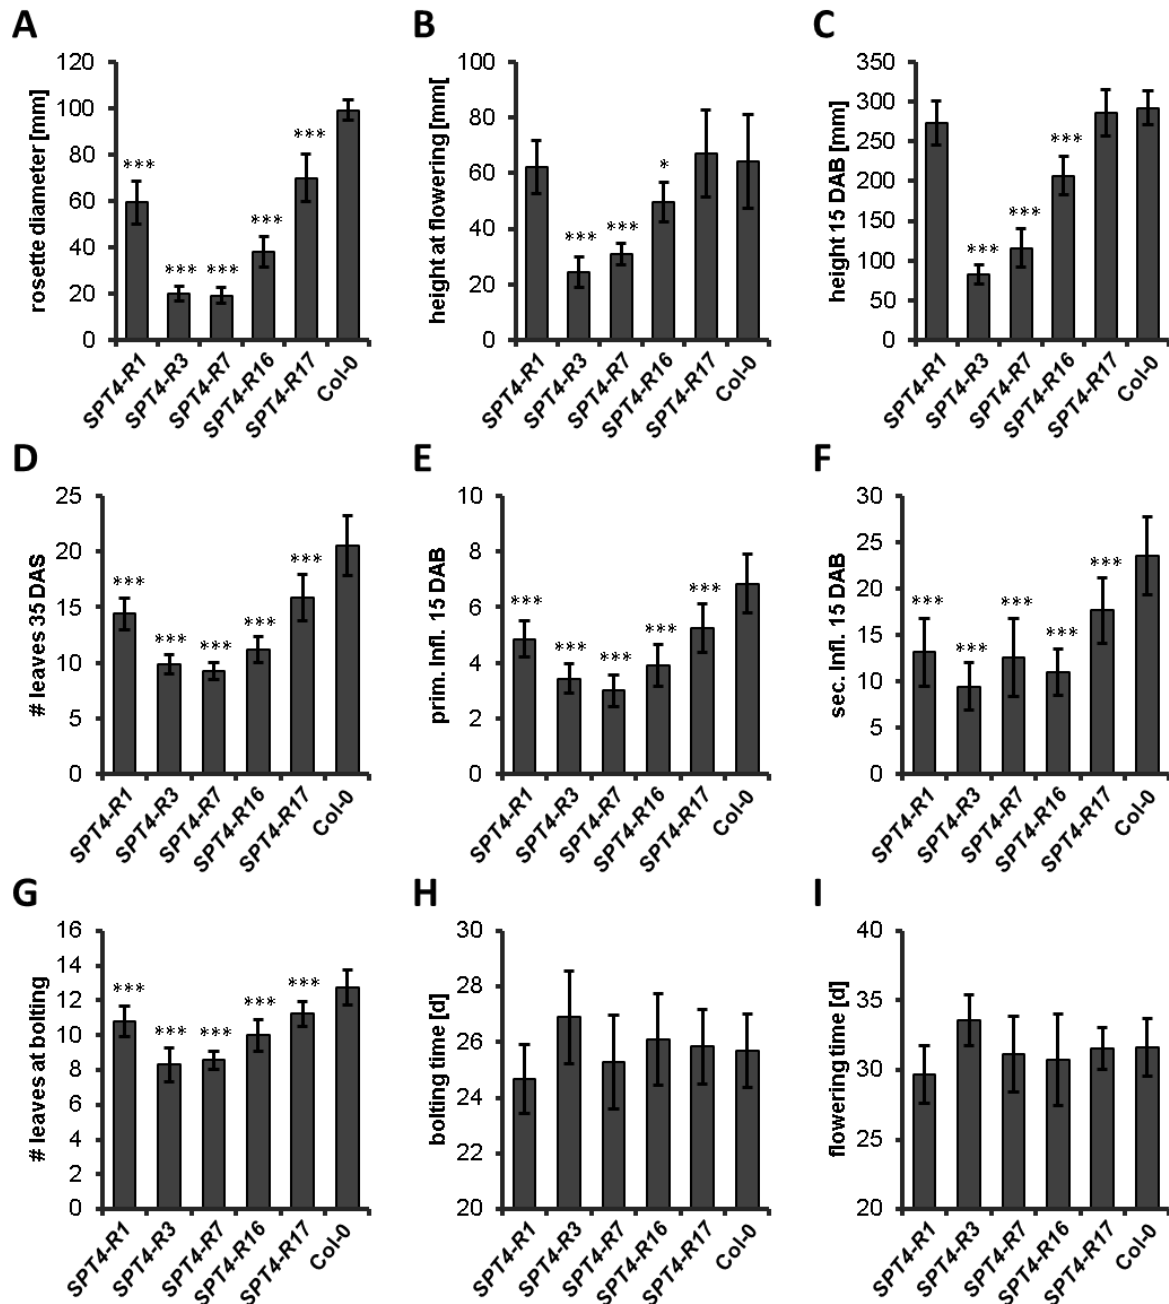 A
B
C
rosette diameter [mm]
120
100
80
60
40
20
0
***
***
***
***
***
SPT4-R1
SPT4-R3
SPT4-R7
SPT4-R16
SPT4-R17
Col-0
height at flowering [mm]
100
80
60
40
20
0
***
***
*
SPT4-R1
SPT4-R3
SPT4-R7
SPT4-R16
SPT4-R17
Col-0
height 15 DAB [mm]
350
300
250
200
150
100
50
0
***
***
***
SPT4-R1
SPT4-R3
SPT4-R7
SPT4-R16
SPT4-R17
Col-0
D
E
F
# leaves 35 DAS
25
20
15
10
5
0
***
***
***
***
***
SPT4-R1
SPT4-R3
SPT4-R7
SPT4-R16
SPT4-R17
Col-0
prim. Infl. 15 DAB
10
8
6
4
2
0
***
***
***
***
***
SPT4-R1
SPT4-R3
SPT4-R7
SPT4-R16
SPT4-R17
Col-0
sec. Infl. 15 DAB
30
25
20
15
10
5
0
***
***
***
***
***
SPT4-R1
SPT4-R3
SPT4-R7
SPT4-R16
SPT4-R17
Col-0
G
H
I
# leaves at bolting
16
14
12
10
8
6
4
2
0
***
***
***
***
***
SPT4-R1
SPT4-R3
SPT4-R7
SPT4-R16
SPT4-R17
Col-0
bolting time [d]
30
28
26
24
22
20
SPT4-R1
SPT4-R3
SPT4-R7
SPT4-R16
SPT4-R17
Col-0
flowering time [d]
40
35
30
25
20
SPT4-R1
SPT4-R3
SPT4-R7
SPT4-R16
SPT4-R17
Col-0